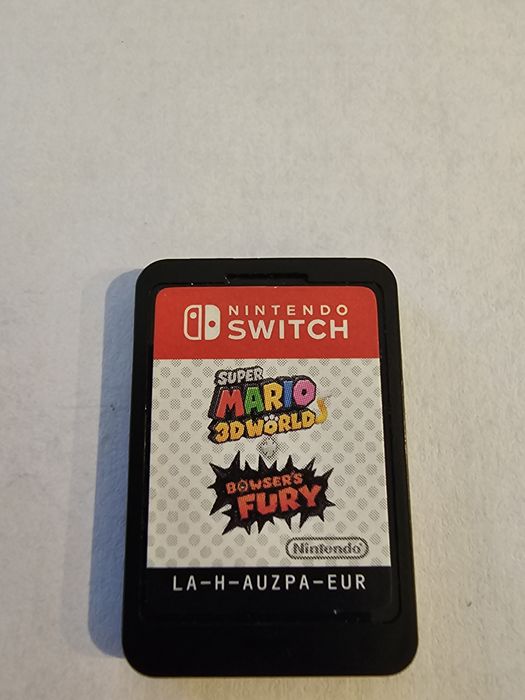 NINTENDO
SWITCH
SUPER
MARIO
3D WORLD
+
BOWSER'S
FURY
Nintendo
LA-H-AUZPA-EUR